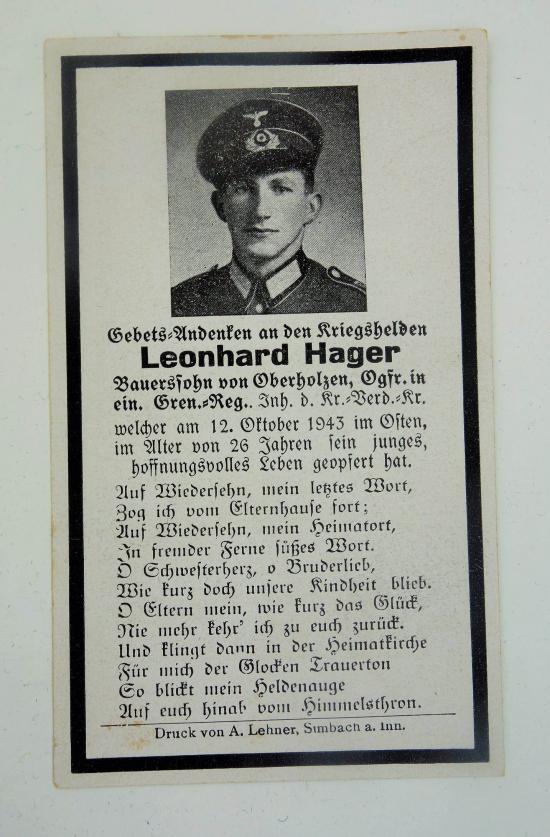 Gebets-Andenken an den Kriegshelden
Leonhard Hager
Bauerssohn von Oberholzen, Ogfr. in
ein. Gren.-Reg.. Inh. d. Kr.-Verd.-Kr.
welcher am 12. Oktober 1943 im Osten,
im Alter von 26 Jahren sein junges,
hoffnungsvolles Leben geopfert hat.
Auf Wiedersehn, mein letztes Wort,
Zog ich vom Elternhause fort;
Auf Wiedersehn, mein Heimatort,
In fremder Ferne süßes Wort.
O Schwesterherz, o Bruderlieb,
Wie kurz doch unsere Kindheit blieb.
O Eltern mein, wie kurz das Glück,
Nie mehr kehr' ich zu euch zurück.
Und klingt dann in der Heimatkirche
Für mich der Glocken Trauerton
So blickt mein Heldenauge
Auf euch hinab vom Himmelsthron.
Druck von A. Lehner, Simbach a. Inn.